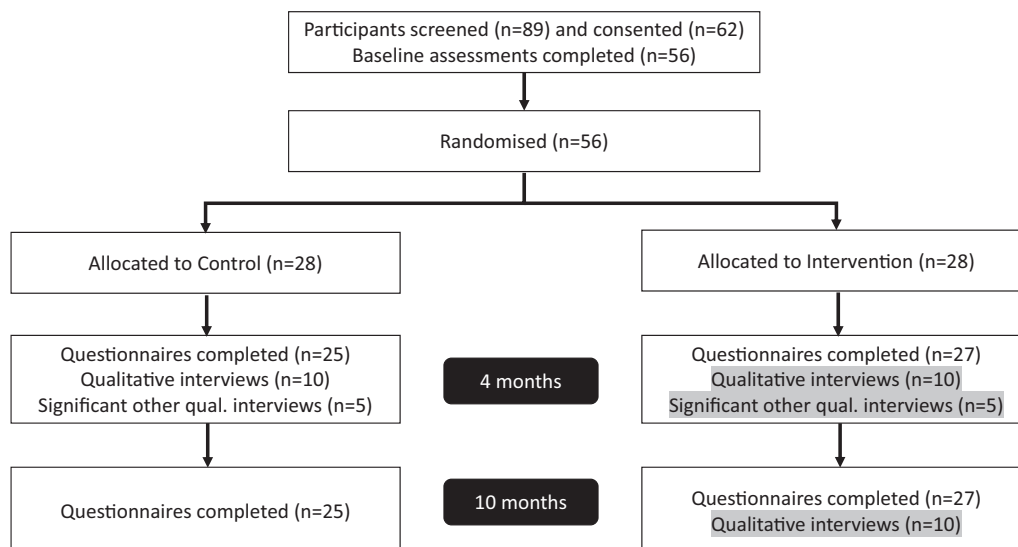 Participants screened (n=89) and consented (n=62)
Baseline assessments completed (n=56)
Randomised (n=56)
Allocated to Control (n=28)
Allocated to Intervention (n=28)
Questionnaires completed (n=25)
Qualitative interviews (n=10)
Significant other qual. interviews (n=5)
4 months
Questionnaires completed (n=27)
Qualitative interviews (n=10)
Significant other qual. interviews (n=5)
Questionnaires completed (n=25)
10 months
Questionnaires completed (n=27)
Qualitative interviews (n=10)